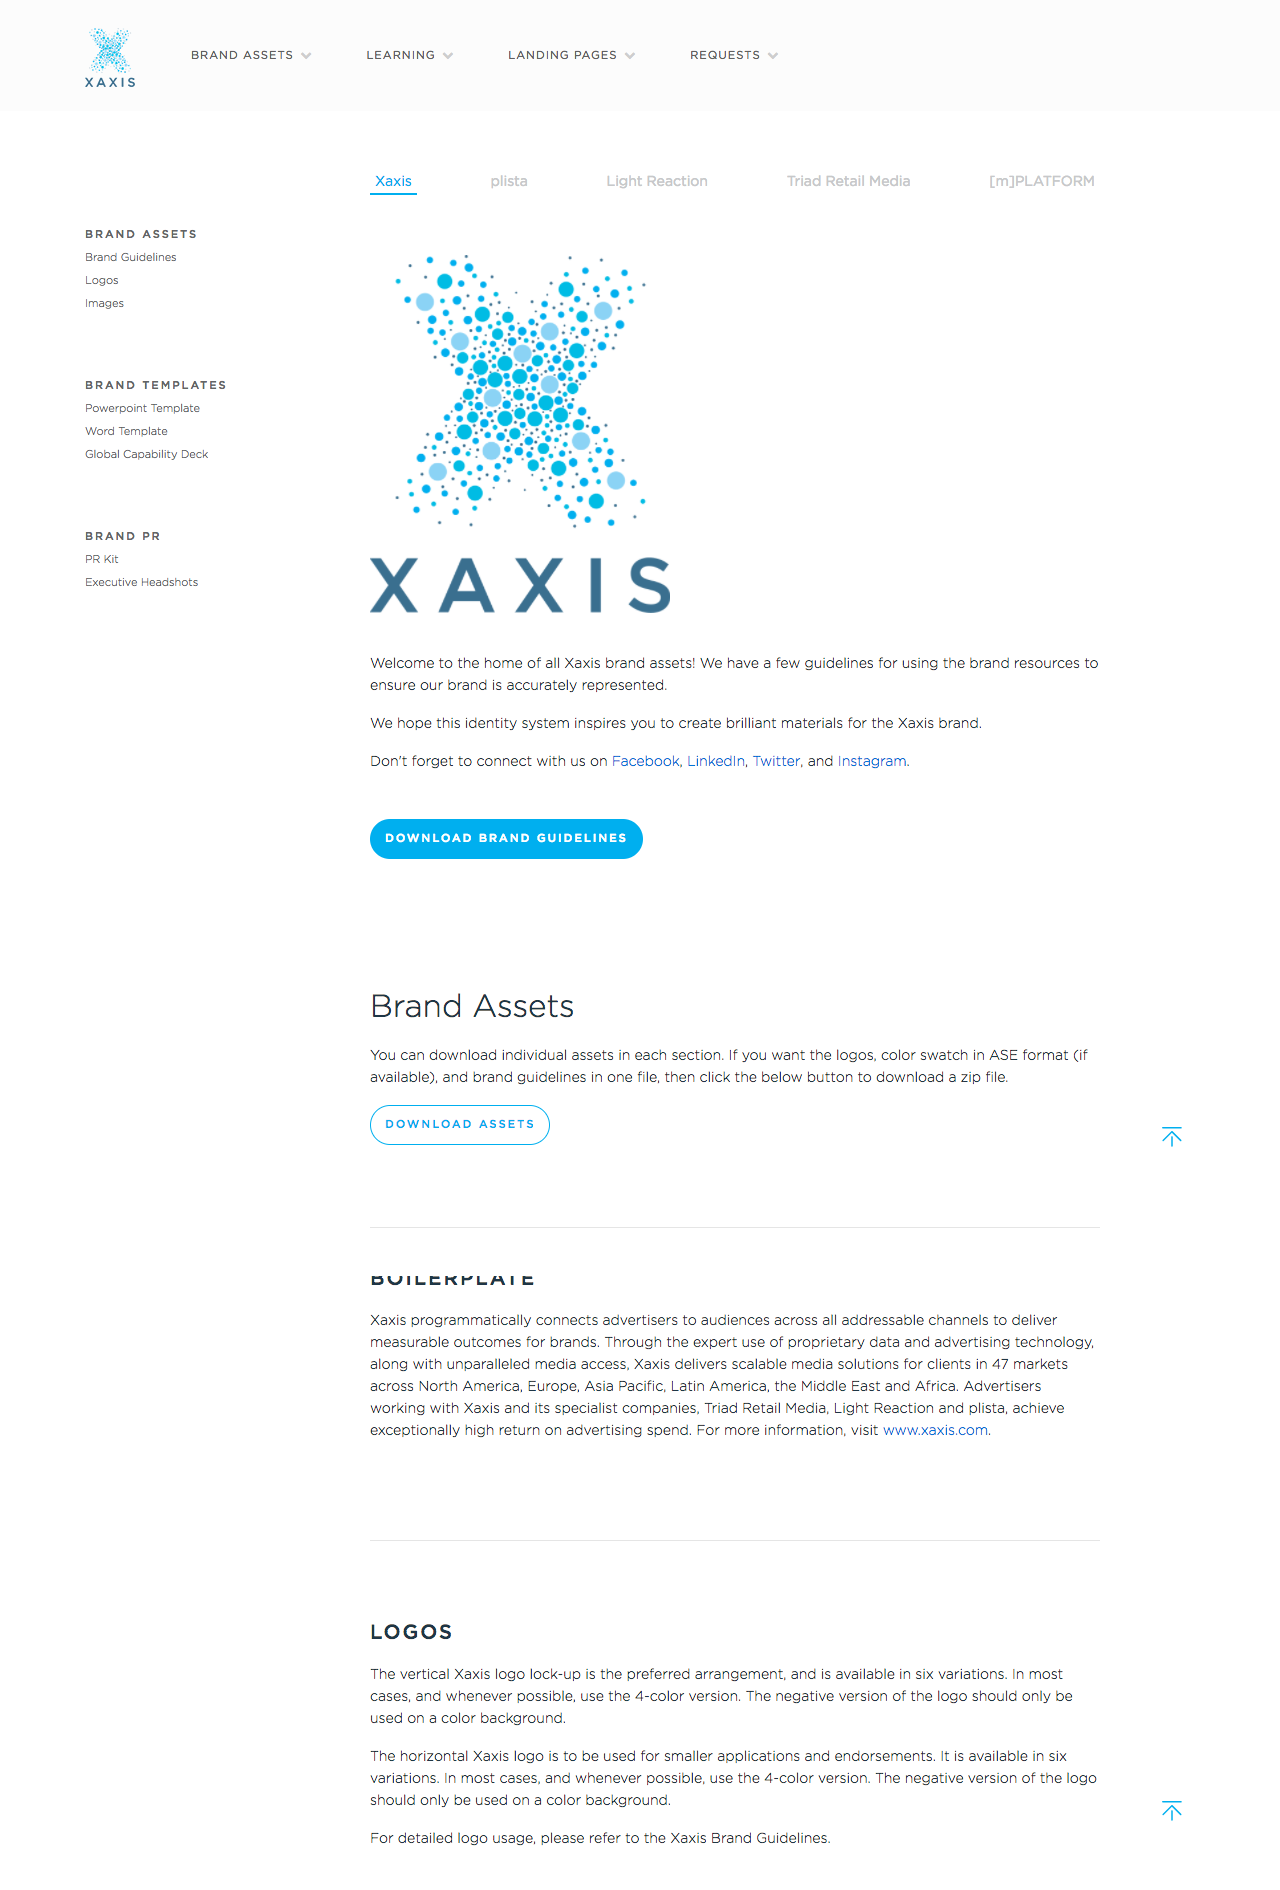 XAXIS
BRAND ASSETS
LEARNING
LANDING PAGES
REQUESTS
Xaxis
plista
Light Reaction
Triad Retail Media
[m]PLATFORM
BRAND ASSETS
Brand Guidelines
Logos
Images
BRAND TEMPLATES
Powerpoint Template
Word Template
Global Capability Deck
BRAND PR
PR Kit
Executive Headshots
XAXIS
Welcome to the home of all Xaxis brand assets! We have a few guidelines for using the brand resources to
ensure our brand is accurately represented.
We hope this identity system inspires you to create brilliant materials for the Xaxis brand.
Don't forget to connect with us on Facebook, LinkedIn, Twitter, and Instagram.
DOWNLOAD BRAND GUIDELINES
Brand Assets
You can download individual assets in each section. If you want the logos, color swatch in ASE format (if
available), and brand guidelines in one file, then click the below button to download a zip file.
DOWNLOAD ASSETS
BOILERPLATE
Xaxis programmatically connects advertisers to audiences across all addressable channels to deliver
measurable outcomes for brands. Through the expert use of proprietary data and advertising technology,
along with unparalleled media access, Xaxis delivers scalable media solutions for clients in 47 markets
across North America, Europe, Asia Pacific, Latin America, the Middle East and Africa. Advertisers
working with Xaxis and its specialist companies, Triad Retail Media, Light Reaction and plista, achieve
exceptionally high return on advertising spend. For more information, visit www.xaxis.com.
LOGOS
The vertical Xaxis logo lock-up is the preferred arrangement, and is available in six variations. In most
cases, and whenever possible, use the 4-color version. The negative version of the logo should only be
used on a color background.
The horizontal Xaxis logo is to be used for smaller applications and endorsements. It is available in six
variations. In most cases, and whenever possible, use the 4-color version. The negative version of the logo
should only be used on a color background.
For detailed logo usage, please refer to the Xaxis Brand Guidelines.